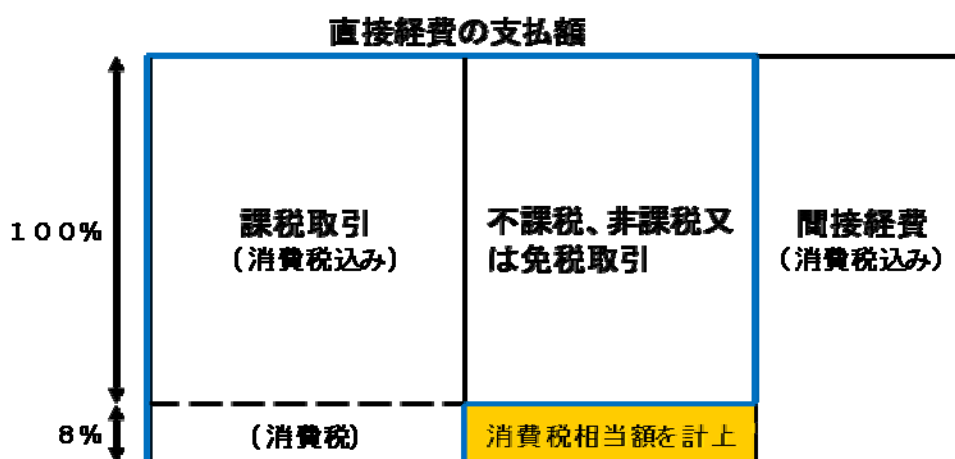 直接経費の支払額
100%
課税取引
(消費税込み)
不課税、非課税又
は免税取引
間接経費
(消費税込み)
8%
(消費税)
消費税相当額を計上